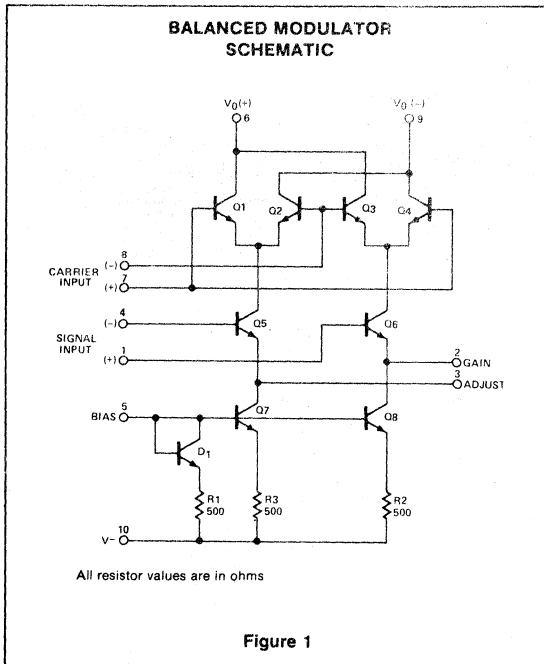 BALANCED MODULATOR
SCHEMATIC
V0(+) V0(−)
6 9
Q1 Q2 Q3 Q4
8
(−)
CARRIER
INPUT
7
(+)
4
(−)
Q5 Q6
SIGNAL
INPUT
1
(+)
2
GAIN
3
ADJUST
BIAS 5
Q7 Q8
D1
R1
500
R3
500
R2
500
V− 10
All resistor values are in ohms
Figure 1